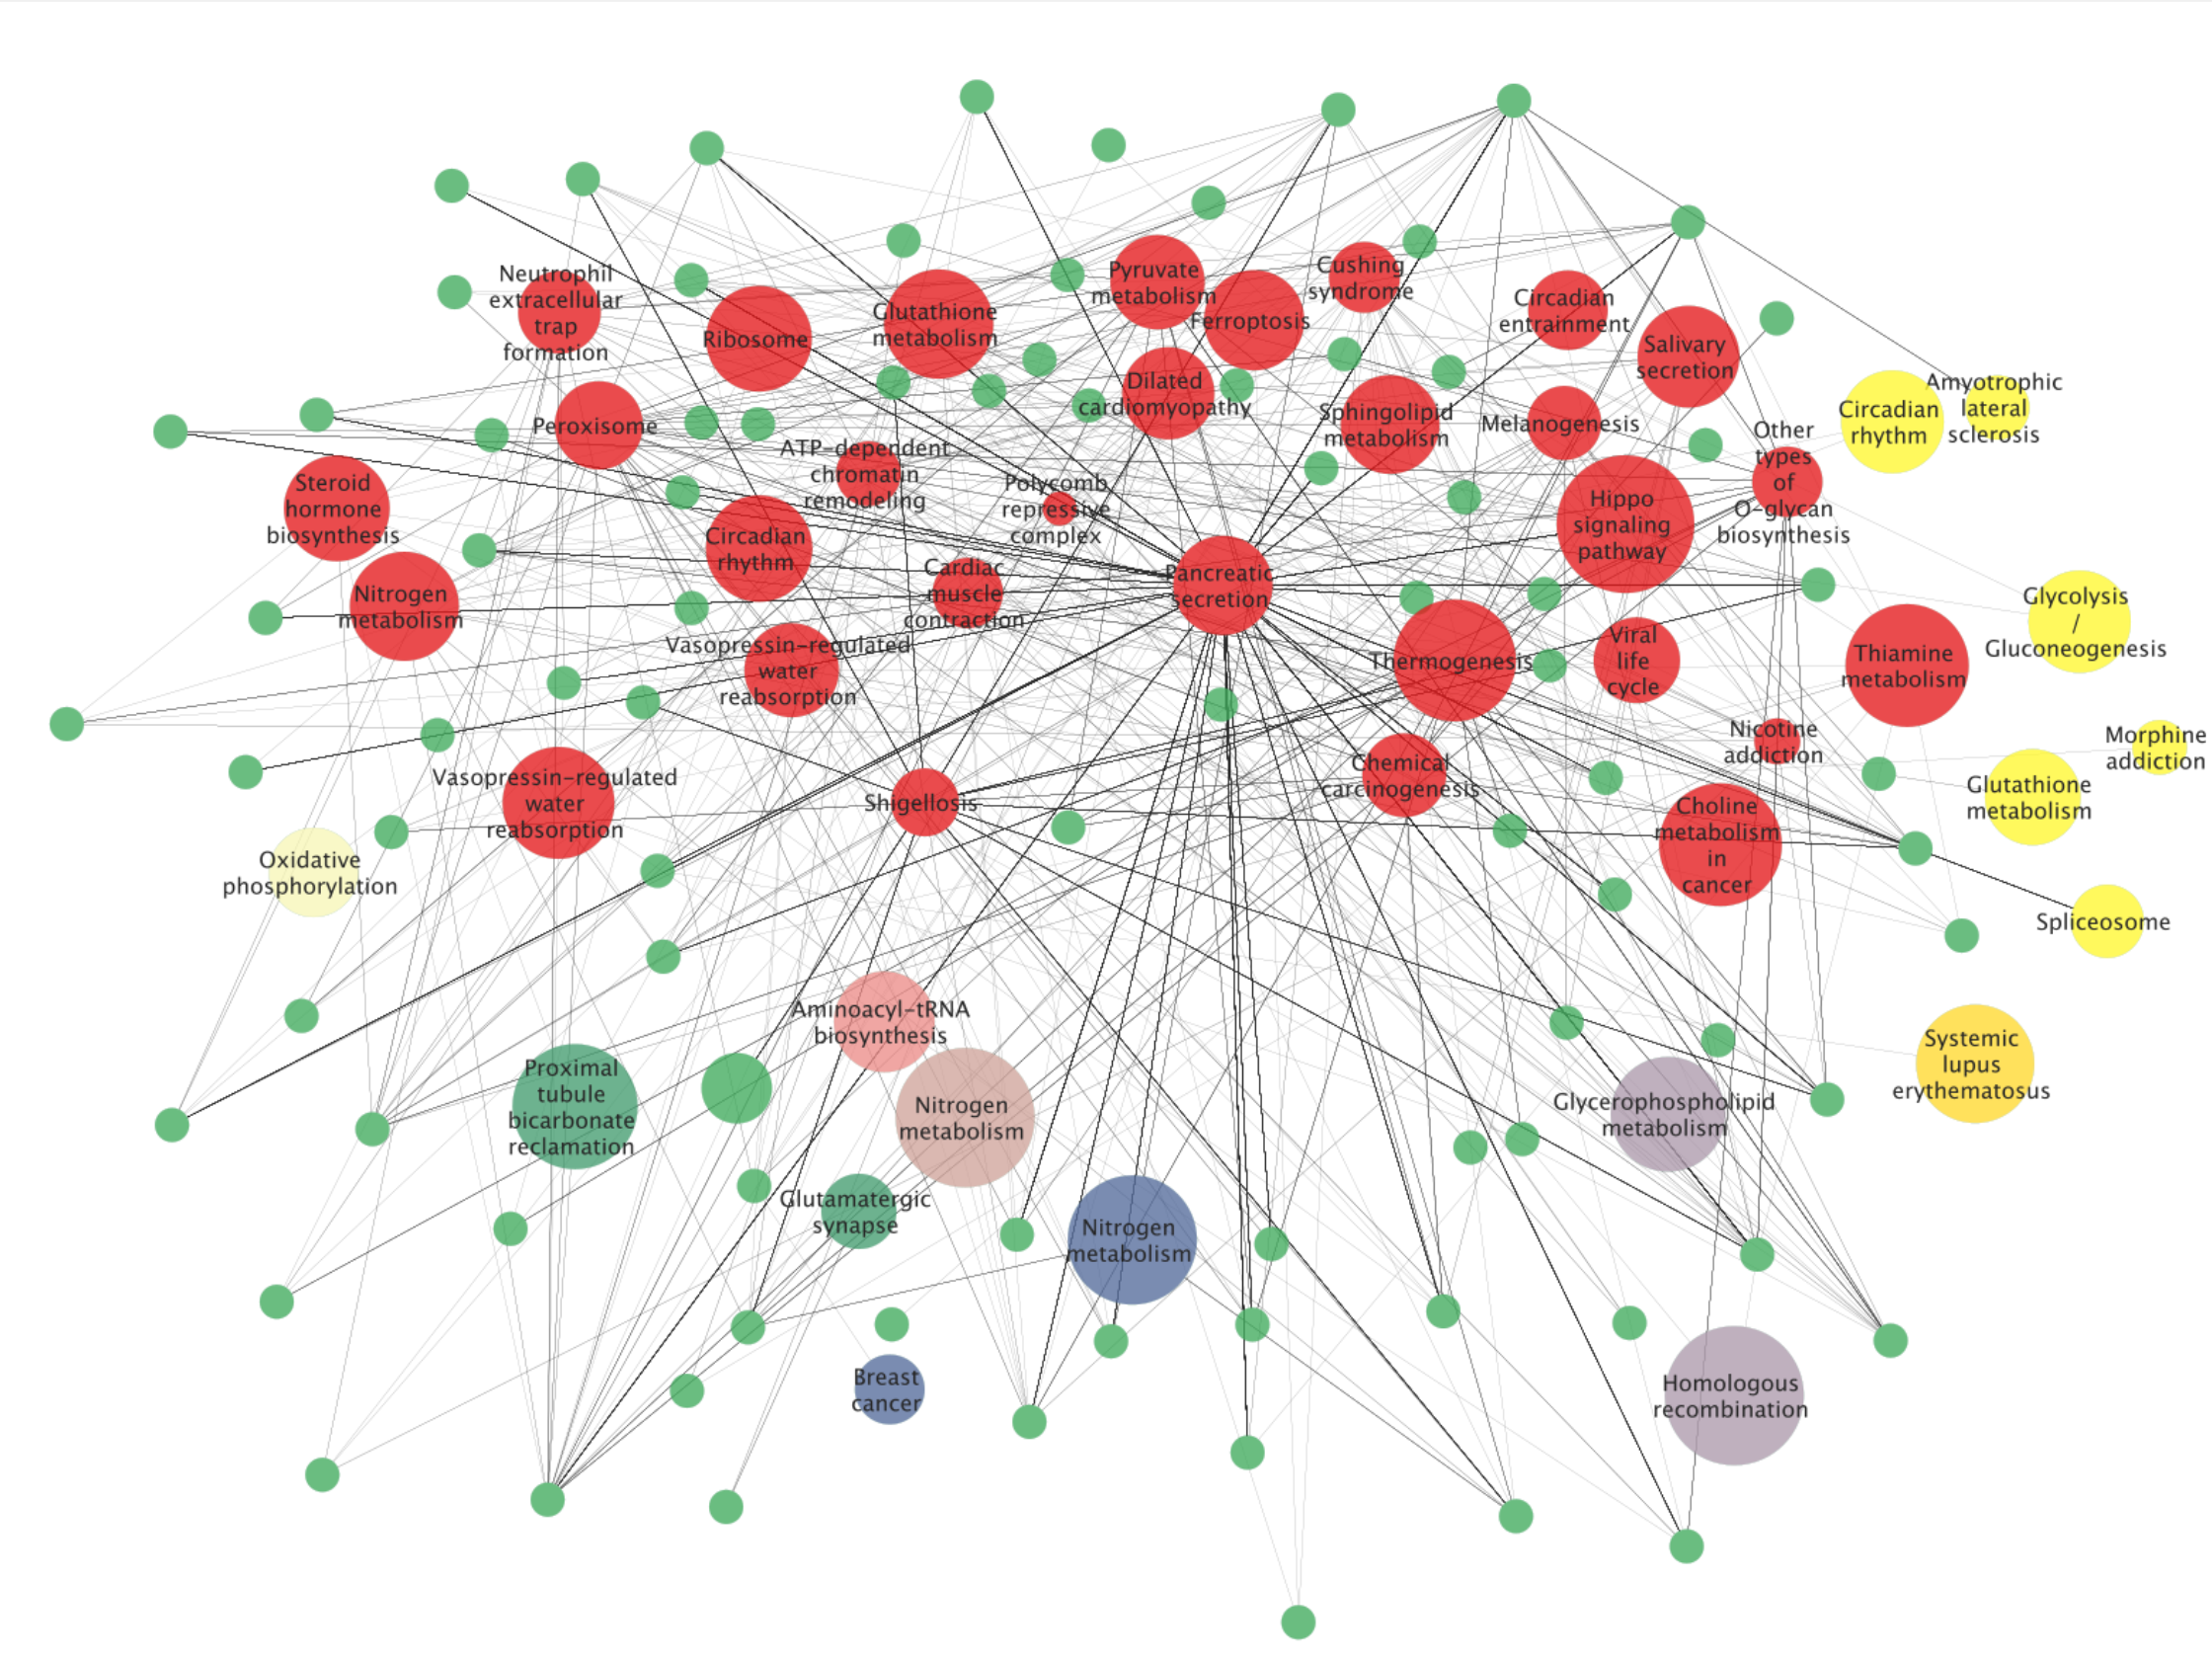 Neutrophil
extracellular
trap
formation
Ribosome
Glutathione
metabolism
Pyruvate
metabolism
Ferroptosis
Cushing
syndrome
Circadian
entrainment
Salivary
secretion
Peroxisome
Dilated
cardiomyopathy
Sphingolipid
metabolism
Melanogenesis
Circadian
rhythm
Amyotrophic
lateral
sclerosis
Steroid
hormone
biosynthesis
ATP-dependent
chromatin
remodeling
Polycomb
repressive
complex
Hippo
signaling
pathway
Other
types
of
O-glycan
biosynthesis
Nitrogen
metabolism
Circadian
rhythm
Cardiac
muscle
contraction
Pancreatic
secretion
Glycolysis
/
Gluconeogenesis
Vasopressin-regulated
water
reabsorption
Thermogenesis
Viral
life
cycle
Thiamine
metabolism
Vasopressin-regulated
water
reabsorption
Shigellosis
Chemical
carcinogenesis
Nicotine
addiction
Morphine
addiction
Glutathione
metabolism
Choline
metabolism
in
cancer
Oxidative
phosphorylation
Spliceosome
Aminoacyl-tRNA
biosynthesis
Systemic
lupus
erythematosus
Proximal
tubule
bicarbonate
reclamation
Nitrogen
metabolism
Glycerophospholipid
metabolism
Glutamatergic
synapse
Nitrogen
metabolism
Breast
cancer
Homologous
recombination